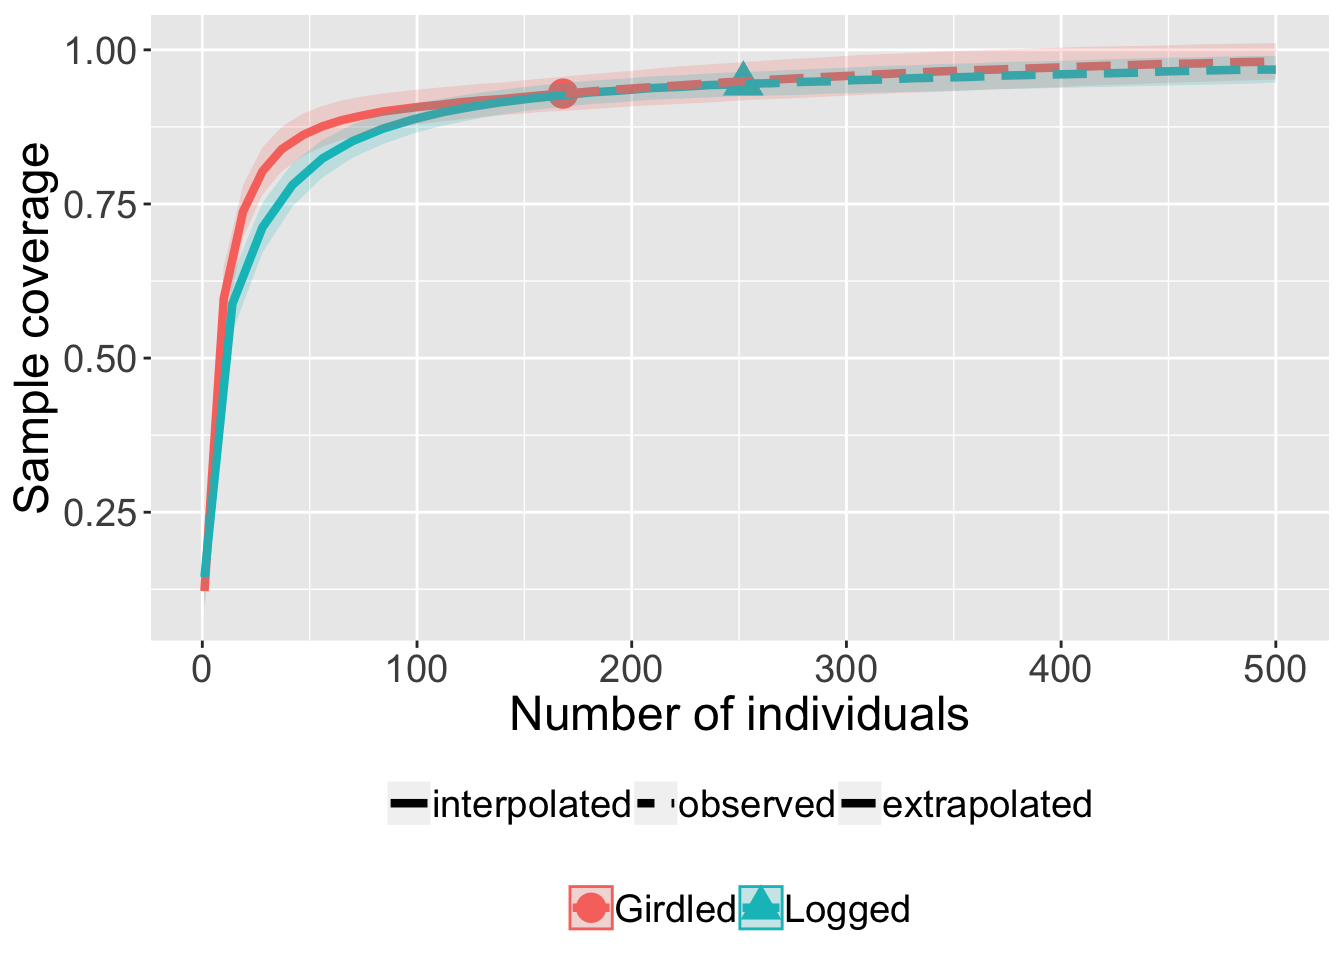 Sample coverage
1.00
0.75
0.50
0.25
0 100 200 300 400 500
Number of individuals
interpolated observed extrapolated
Girdled Logged